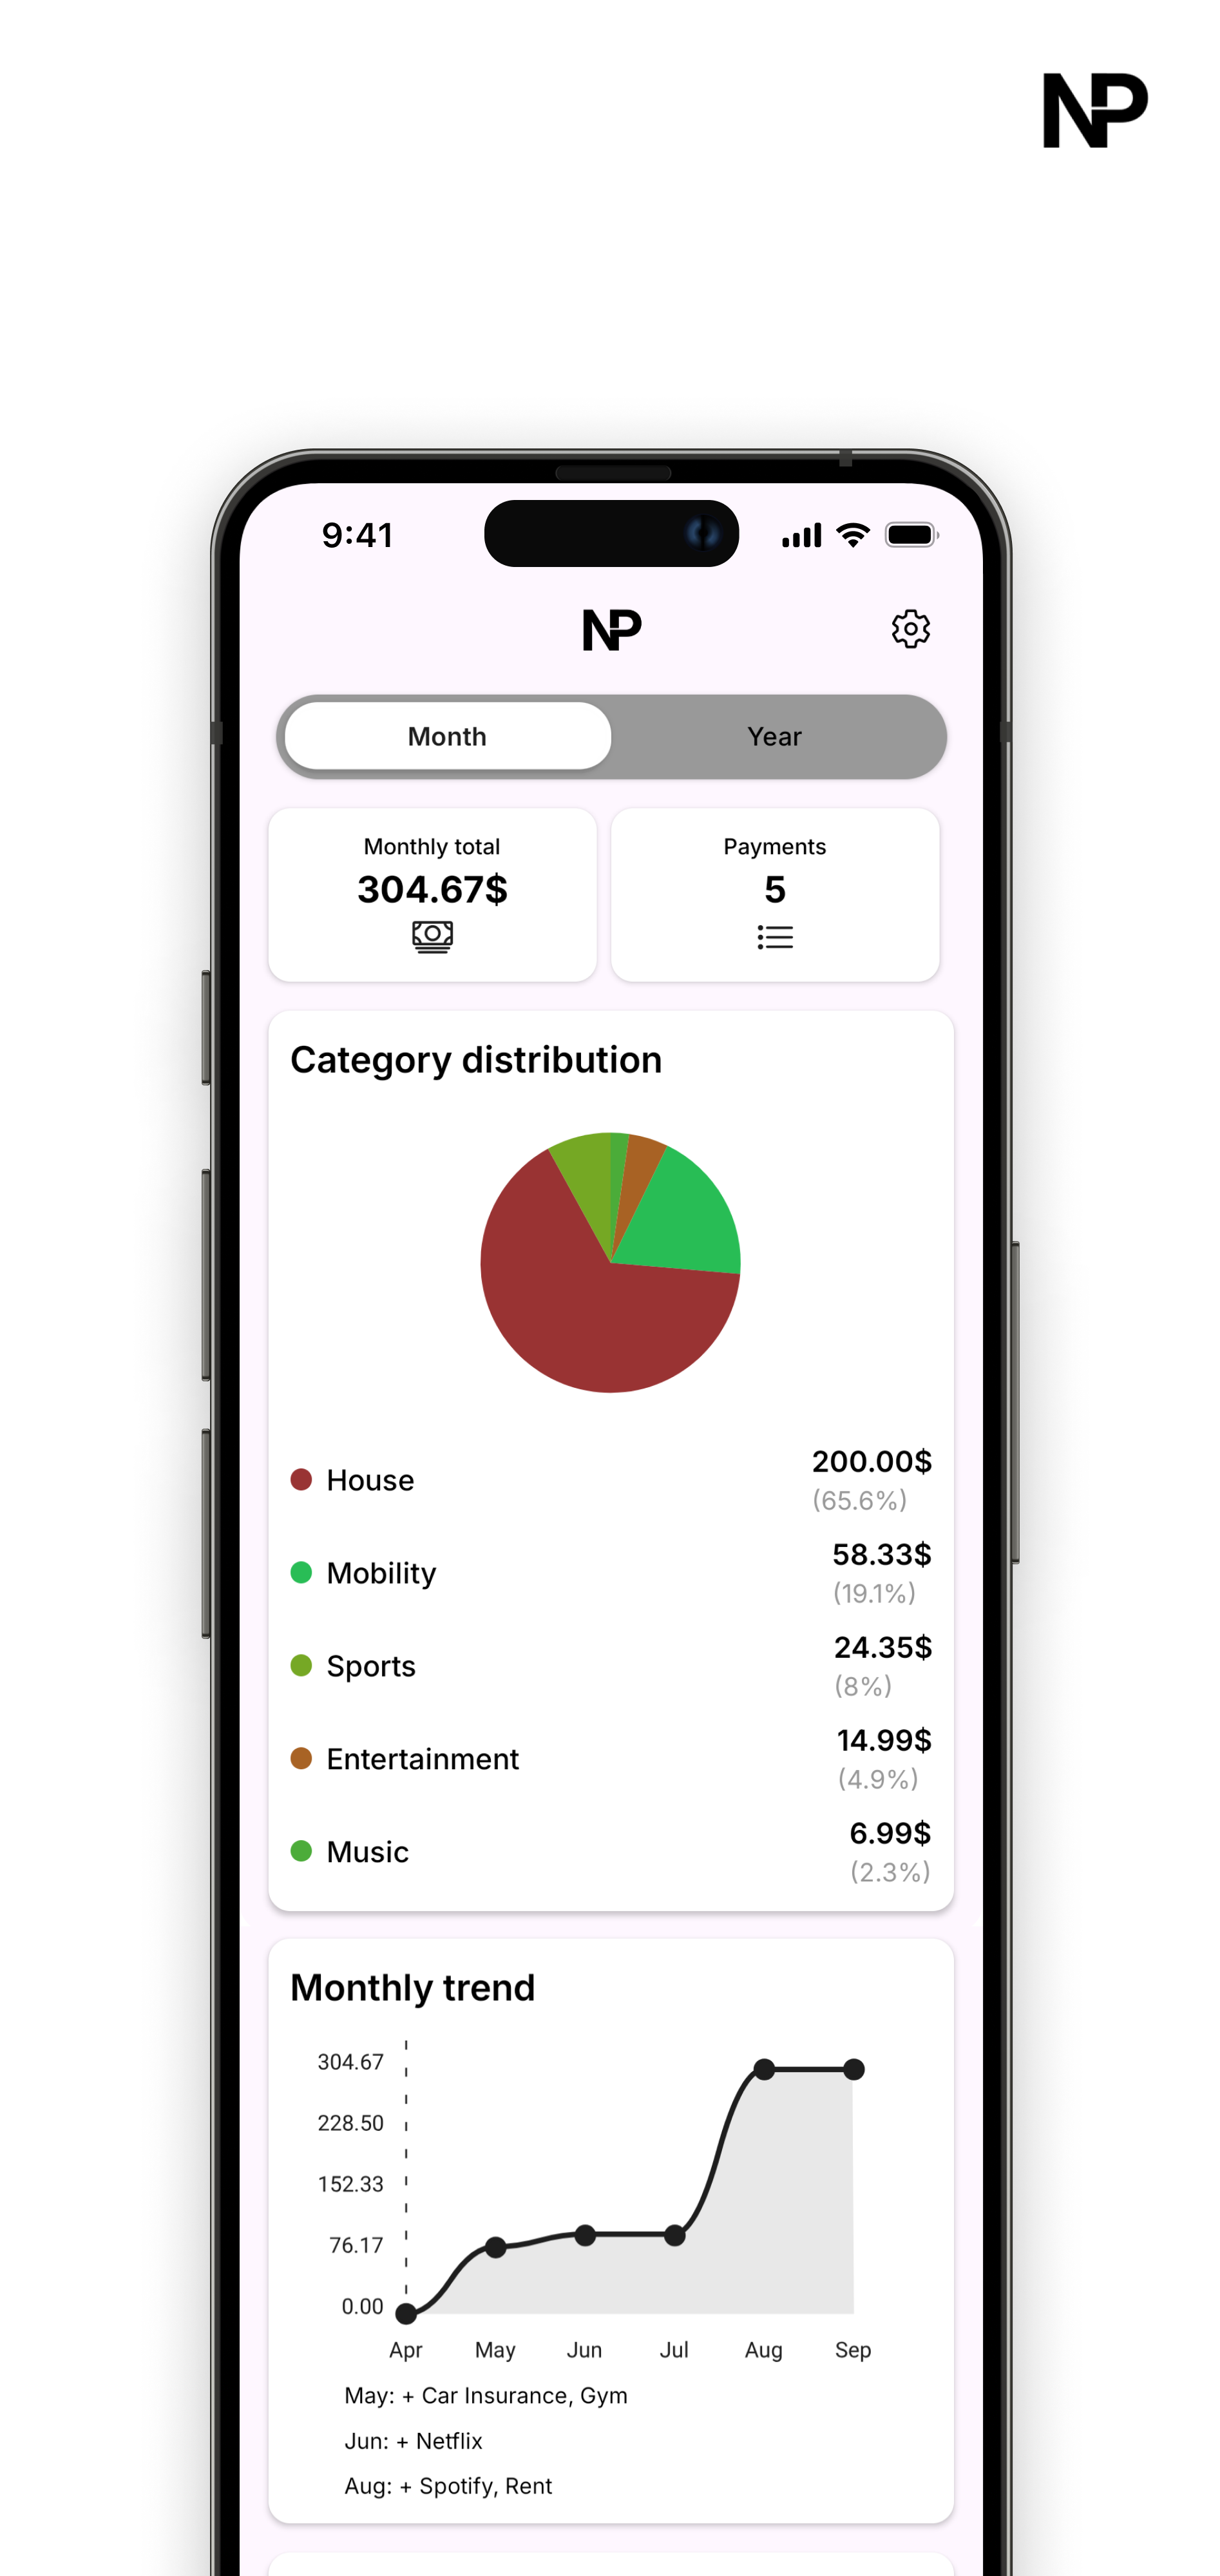 NP
9:41
NP
Month
Year
Monthly total
304.67$
Payments
5
Category distribution
House
200.00$
(65.6%)
Mobility
58.33$
(19.1%)
Sports
24.35$
(8%)
Entertainment
14.99$
(4.9%)
Music
6.99$
(2.3%)
Monthly trend
304.67
228.50
152.33
76.17
0.00
Apr May Jun Jul Aug Sep
May: + Car Insurance, Gym
Jun: + Netflix
Aug: + Spotify, Rent